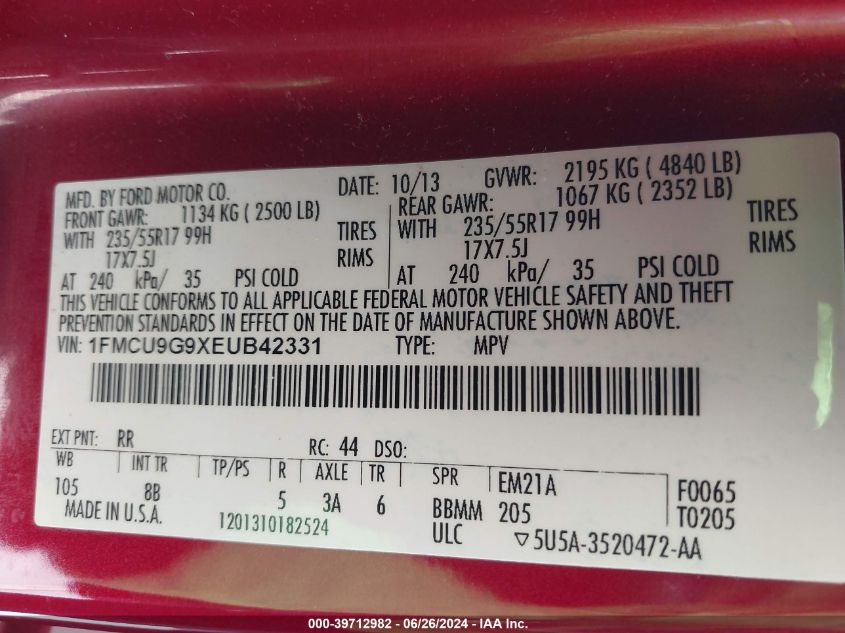 MFD. BY FORD MOTOR CO. DATE: 10/13 GVWR: 2195 KG ( 4840 LB)
FRONT GAWR: 1134 KG ( 2500 LB) REAR GAWR: 1067 KG ( 2352 LB)
WITH 235/55R17 99H TIRES WITH 235/55R17 99H TIRES
17X7.5J RIMS 17X7.5J RIMS
AT 240 kPa/ 35 PSI COLD AT 240 kPa/ 35 PSI COLD
THIS VEHICLE CONFORMS TO ALL APPLICABLE FEDERAL MOTOR VEHICLE SAFETY AND THEFT
PREVENTION STANDARDS IN EFFECT ON THE DATE OF MANUFACTURE SHOWN ABOVE.
VIN: 1FMCU9G9XEUB42331 TYPE: MPV
EXT PNT: RR RC: 44 DSO:
WB INT TR TP/PS R AXLE TR SPR EM21A F0065
105 8B 5 3A 6 BBMM 205 T0205
MADE IN U.S.A. 1201310182524 ULC ▽5U5A-3520472-AA
000-39712982 - 06/26/2024 - IAA Inc.